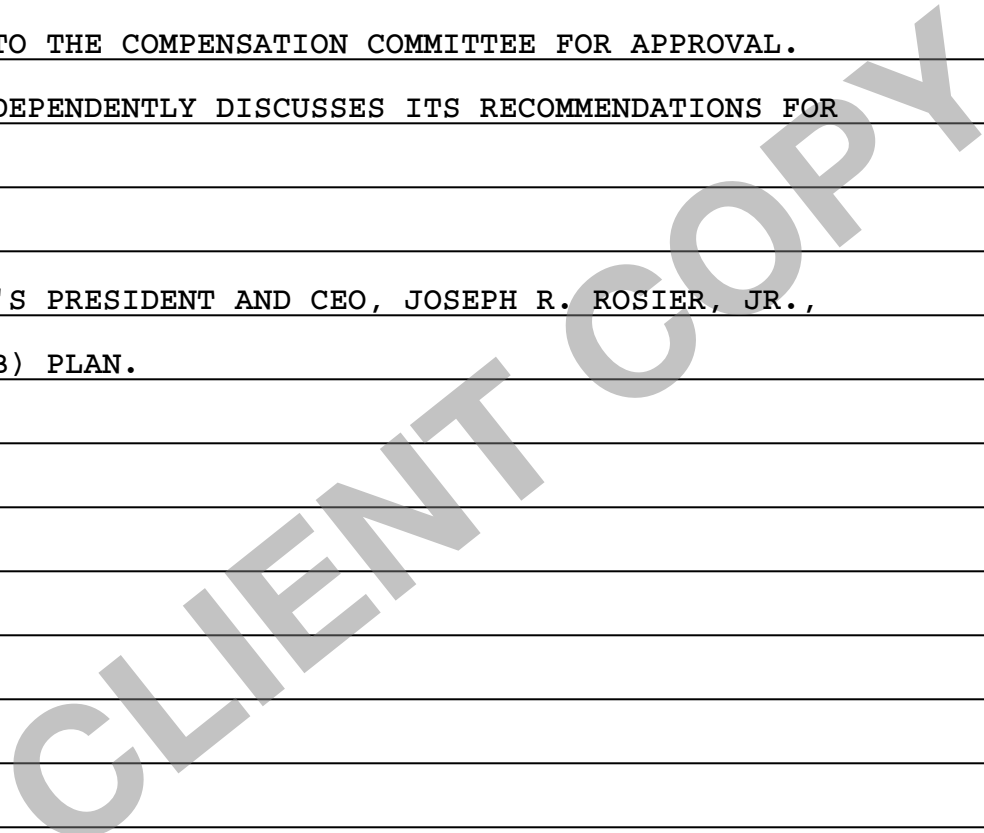 TO THE COMPENSATION COMMITTEE FOR APPROVAL.
DEPENDENTLY DISCUSSES ITS RECOMMENDATIONS FOR
'S PRESIDENT AND CEO, JOSEPH R. ROSIER, JR.,
B) PLAN.
CLIENT COPY